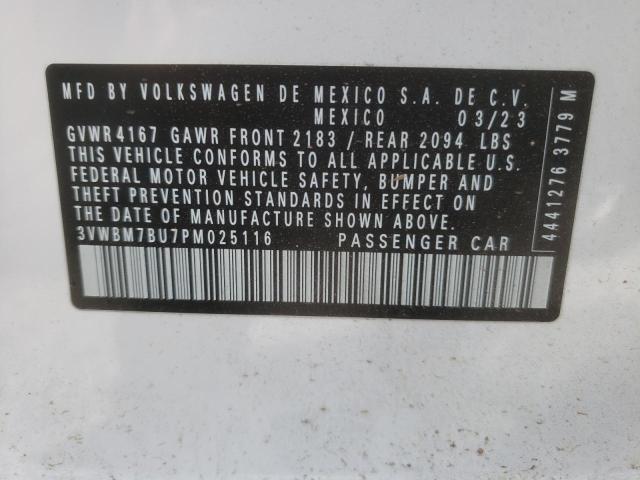 MFD BY VOLKSWAGEN DE MEXICO S.A. DE C.V.
MEXICO 03/23
GVWR 4167 GAWR FRONT 2183 / REAR 2094 LBS
THIS VEHICLE CONFORMS TO ALL APPLICABLE U.S.
FEDERAL MOTOR VEHICLE SAFETY, BUMPER AND
THEFT PREVENTION STANDARDS IN EFFECT ON
THE DATE OF MANUFACTURE SHOWN ABOVE.
3VWBM7BU7PM025116 PASSENGER CAR
4441276 3779 M